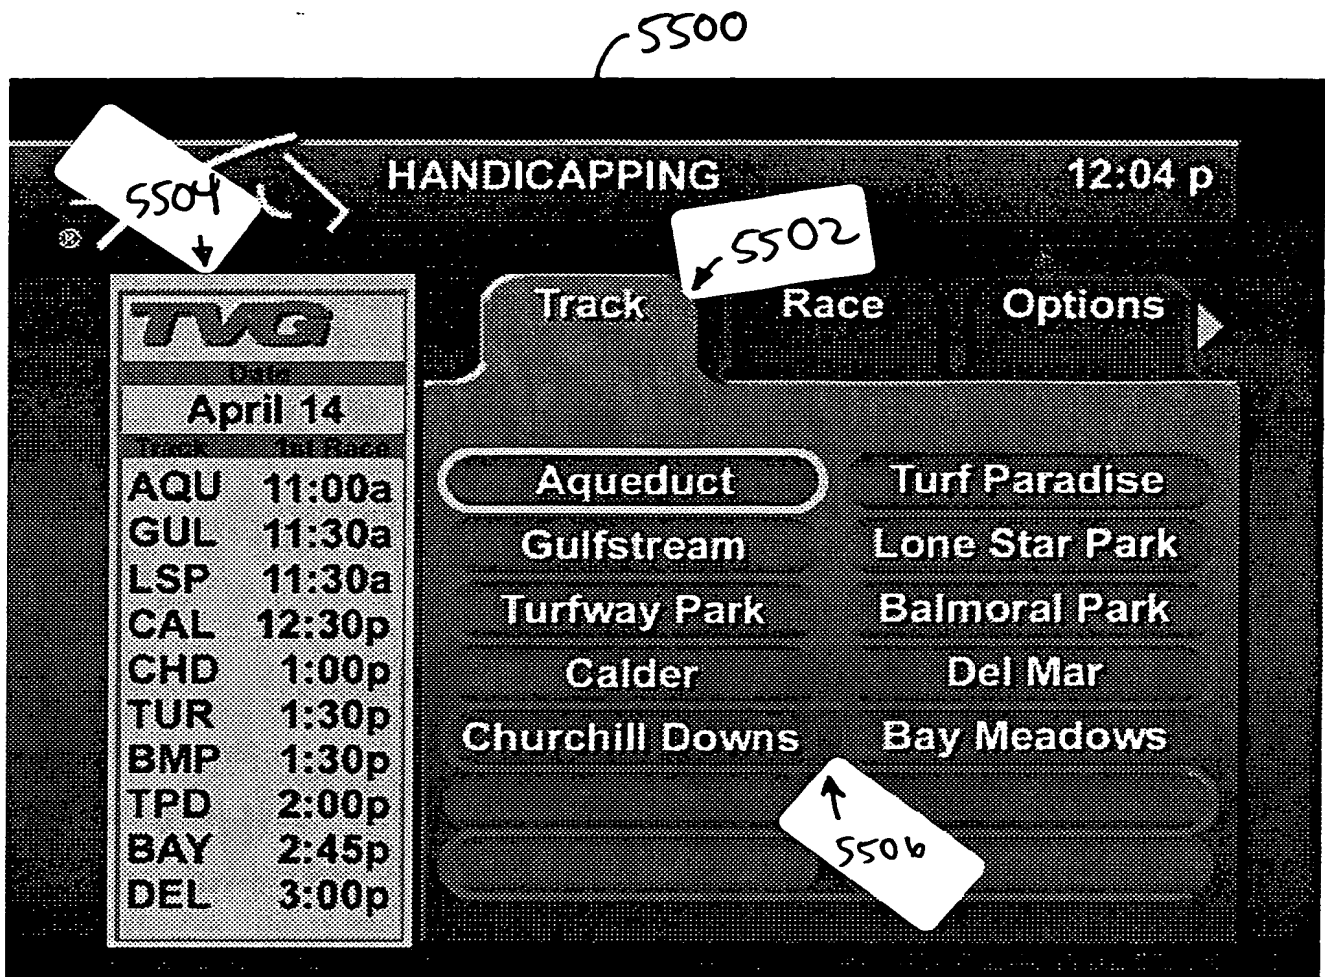 5500
HANDICAPPING 12:04 p
5504
®
5502
Track Race Options
TVG
Date
April 14
Track 1st Race
AQU 11:00a
GUL 11:30a
LSP 11:30a
CAL 12:30p
CHD 1:00p
TUR 1:30p
BMP 1:30p
TPD 2:00p
BAY 2:45p
DEL 3:00p
Aqueduct Turf Paradise
Gulfstream Lone Star Park
Turfway Park Balmoral Park
Calder Del Mar
Churchill Downs Bay Meadows
5506